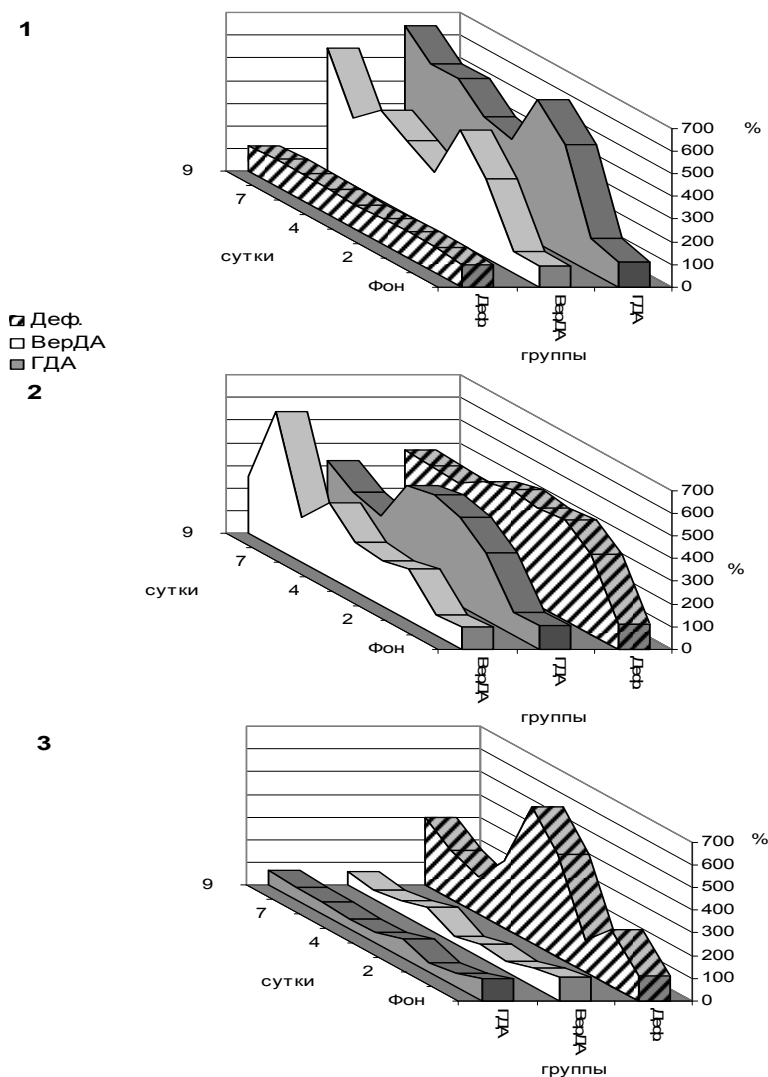 1
700 %
600
500
400
300
200
100
0
9
7
4
2
Фон
сутки
Деф
ВерДА
ГДА
группы
Деф.
ВерДА
ГДА
2
700
600
500
400
300
200
100
0
%
9
7
4
2
Фон
сутки
ВерДА
ГДА
Деф
группы
3
700 %
600
500
400
300
200
100
0
9
7
4
2
Фон
сутки
ГДА
ВерДА
Деф
группы